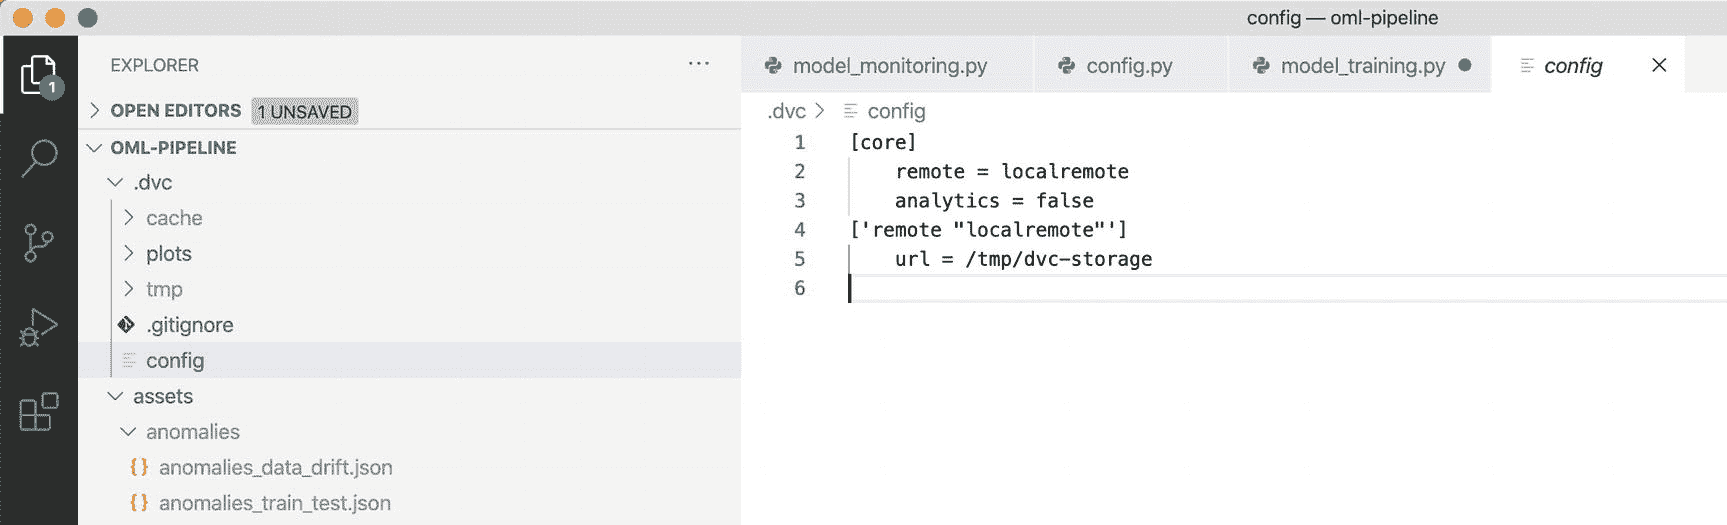 config — oml-pipeline
EXPLORER ···
OPEN EDITORS 1 UNSAVED
OML-PIPELINE
.dvc
cache
plots
tmp
.gitignore
config
assets
anomalies
{} anomalies_data_drift.json
{} anomalies_train_test.json
1
model_monitoring.py config.py model_training.py config
.dvc > config
1 [core]
2 remote = localremote
3 analytics = false
4 ['remote "localremote"']
5 url = /tmp/dvc-storage
6